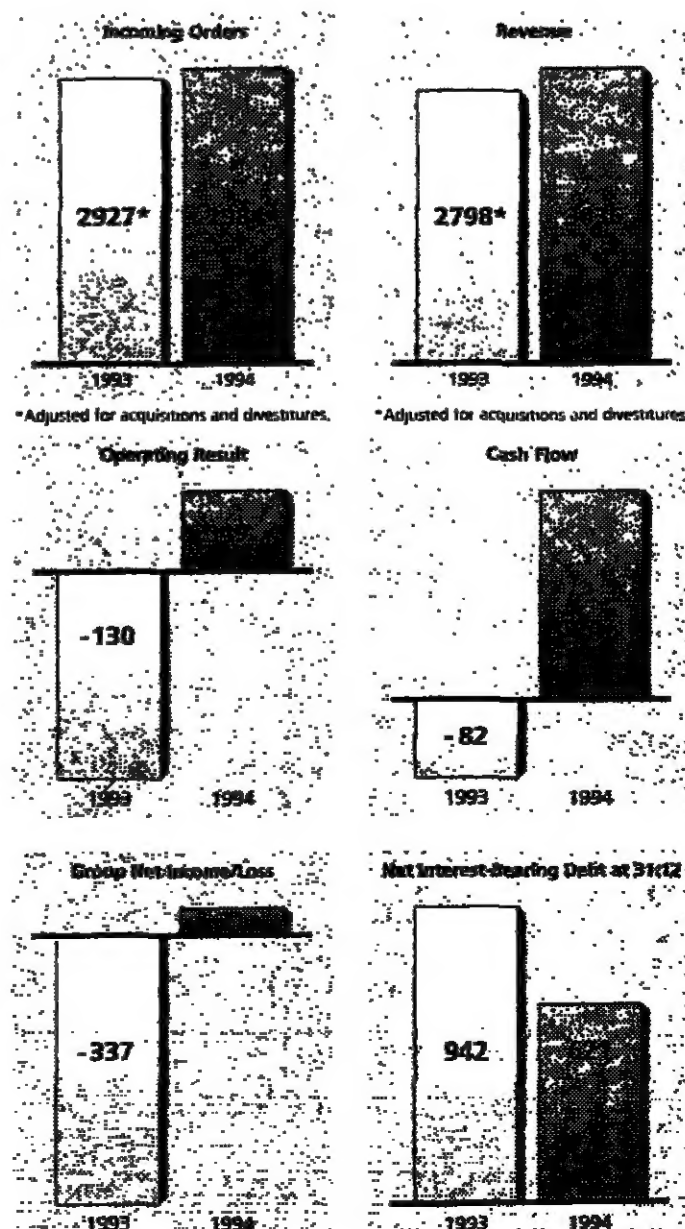 Incoming Orders
2927*
1993 1994
*Adjusted for acquisitions and divestitures.
Revenue
2798*
1993 1994
*Adjusted for acquisitions and divestitures
Operating Result
-130
1993 1994
Cash Flow
-82
1993 1994
Group Net Income/Loss
-337
1993 1994
Net Interest-Bearing Debt at 31.12
942
1993 1994